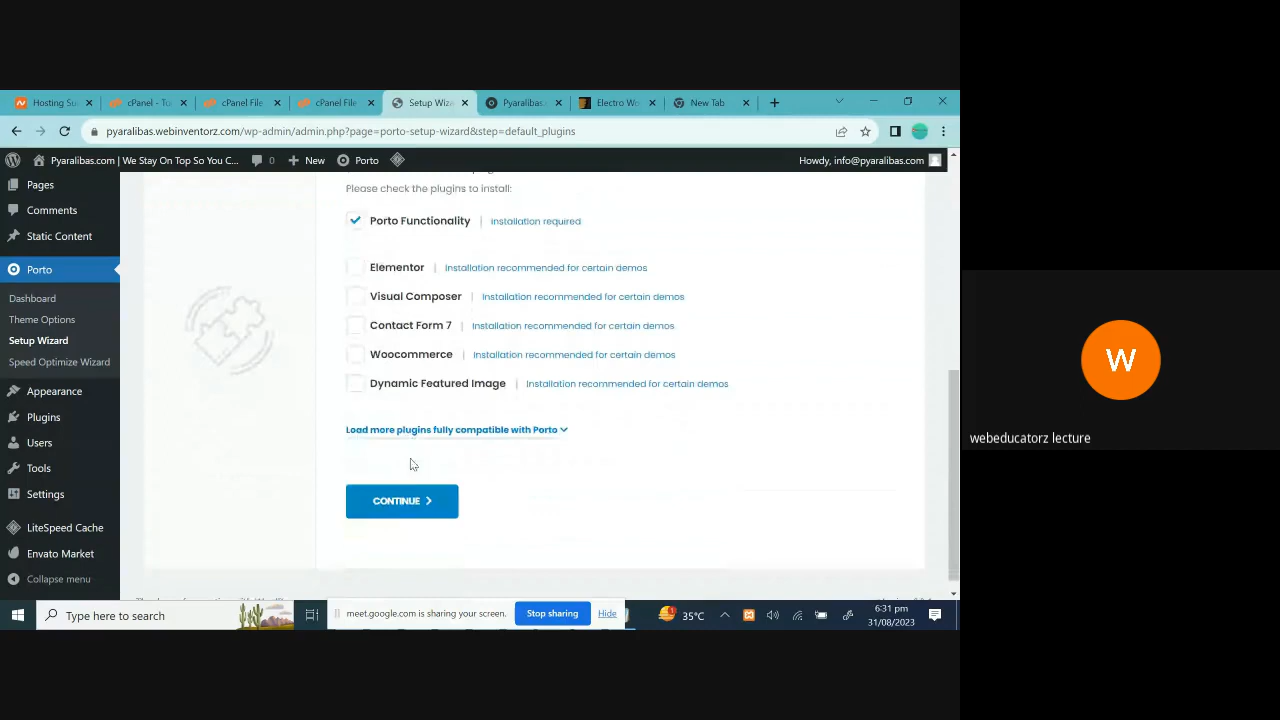 Hosting Su
cPanel - To
cPanel File
cPanel File
Setup Wiza
Pyaralibas.
Electro Wo
New Tab
pyaralibas.webinventorz.com/wp-admin/admin.php?page=porto-setup-wizard&step=default_plugins
Pyaralibas.com | We Stay On Top So You C...
0
New
Porto
Howdy, info@pyaralibas.com
Pages
Comments
Static Content
Porto
Dashboard
Theme Options
Setup Wizard
Speed Optimize Wizard
Appearance
Plugins
Users
Tools
Settings
LiteSpeed Cache
Envato Market
Collapse menu
Please check the plugins to install:
Porto Functionality | Installation required
Elementor | Installation recommended for certain demos
Visual Composer | Installation recommended for certain demos
Contact Form 7 | Installation recommended for certain demos
Woocommerce | Installation recommended for certain demos
Dynamic Featured Image | Installation recommended for certain demos
Load more plugins fully compatible with Porto
CONTINUE
W
webeducatorz lecture
Type here to search
meet.google.com is sharing your screen.
Stop sharing
Hide
35°C
6:31 pm
31/08/2023